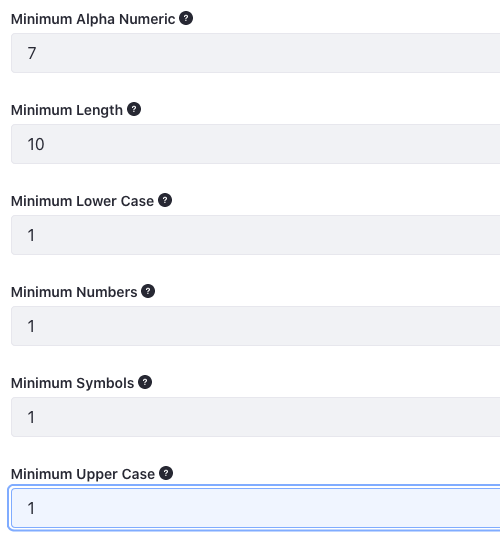 Minimum Alpha Numeric ?
7
Minimum Length ?
10
Minimum Lower Case ?
1
Minimum Numbers ?
1
Minimum Symbols ?
1
Minimum Upper Case ?
1